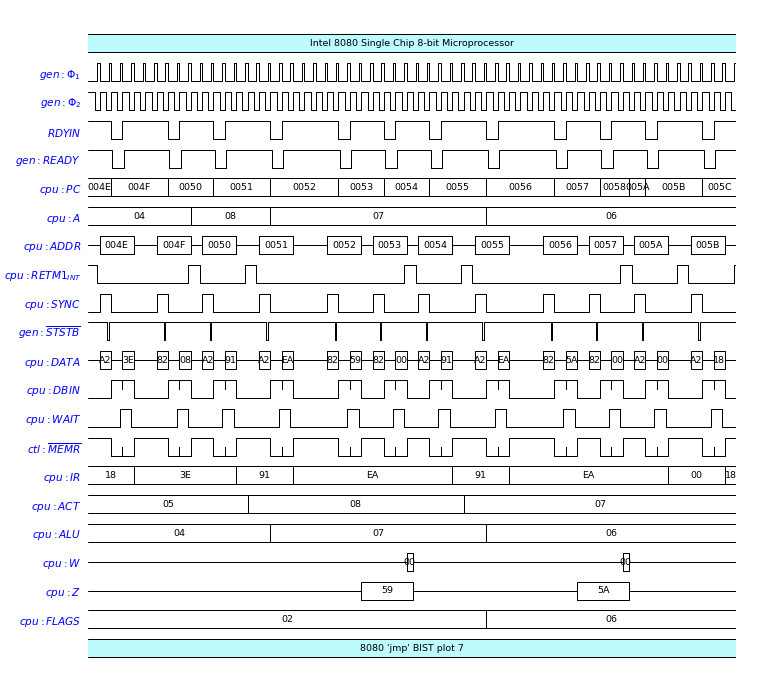 Intel 8080 Single Chip 8-bit Microprocessor
gen : Φ1
gen : Φ2
RDYIN
gen : READY
cpu : PC 004E 004F 0050 0051 0052 0053 0054 0055 0056 0057 0058 005A 005B 005C
cpu : A 04 08 07 06
cpu : ADDR 004E 004F 0050 0051 0052 0053 0054 0055 0056 0057 005A 005B
cpu : RETM1INT
cpu : SYNC
gen : STSTB
cpu : DATA A2 3E 82 08 A2 91 A2 EA 82 59 82 00 A2 91 A2 EA 82 5A 82 00 A2 00 A2 18
cpu : DBIN
cpu : WAIT
ctl : MEMR
cpu : IR 18 3E 91 EA 91 EA 00 18
cpu : ACT 05 08 07
cpu : ALU 04 07 06
cpu : W 00 00
cpu : Z 59 5A
cpu : FLAGS 02 06
8080 'jmp' BIST plot 7